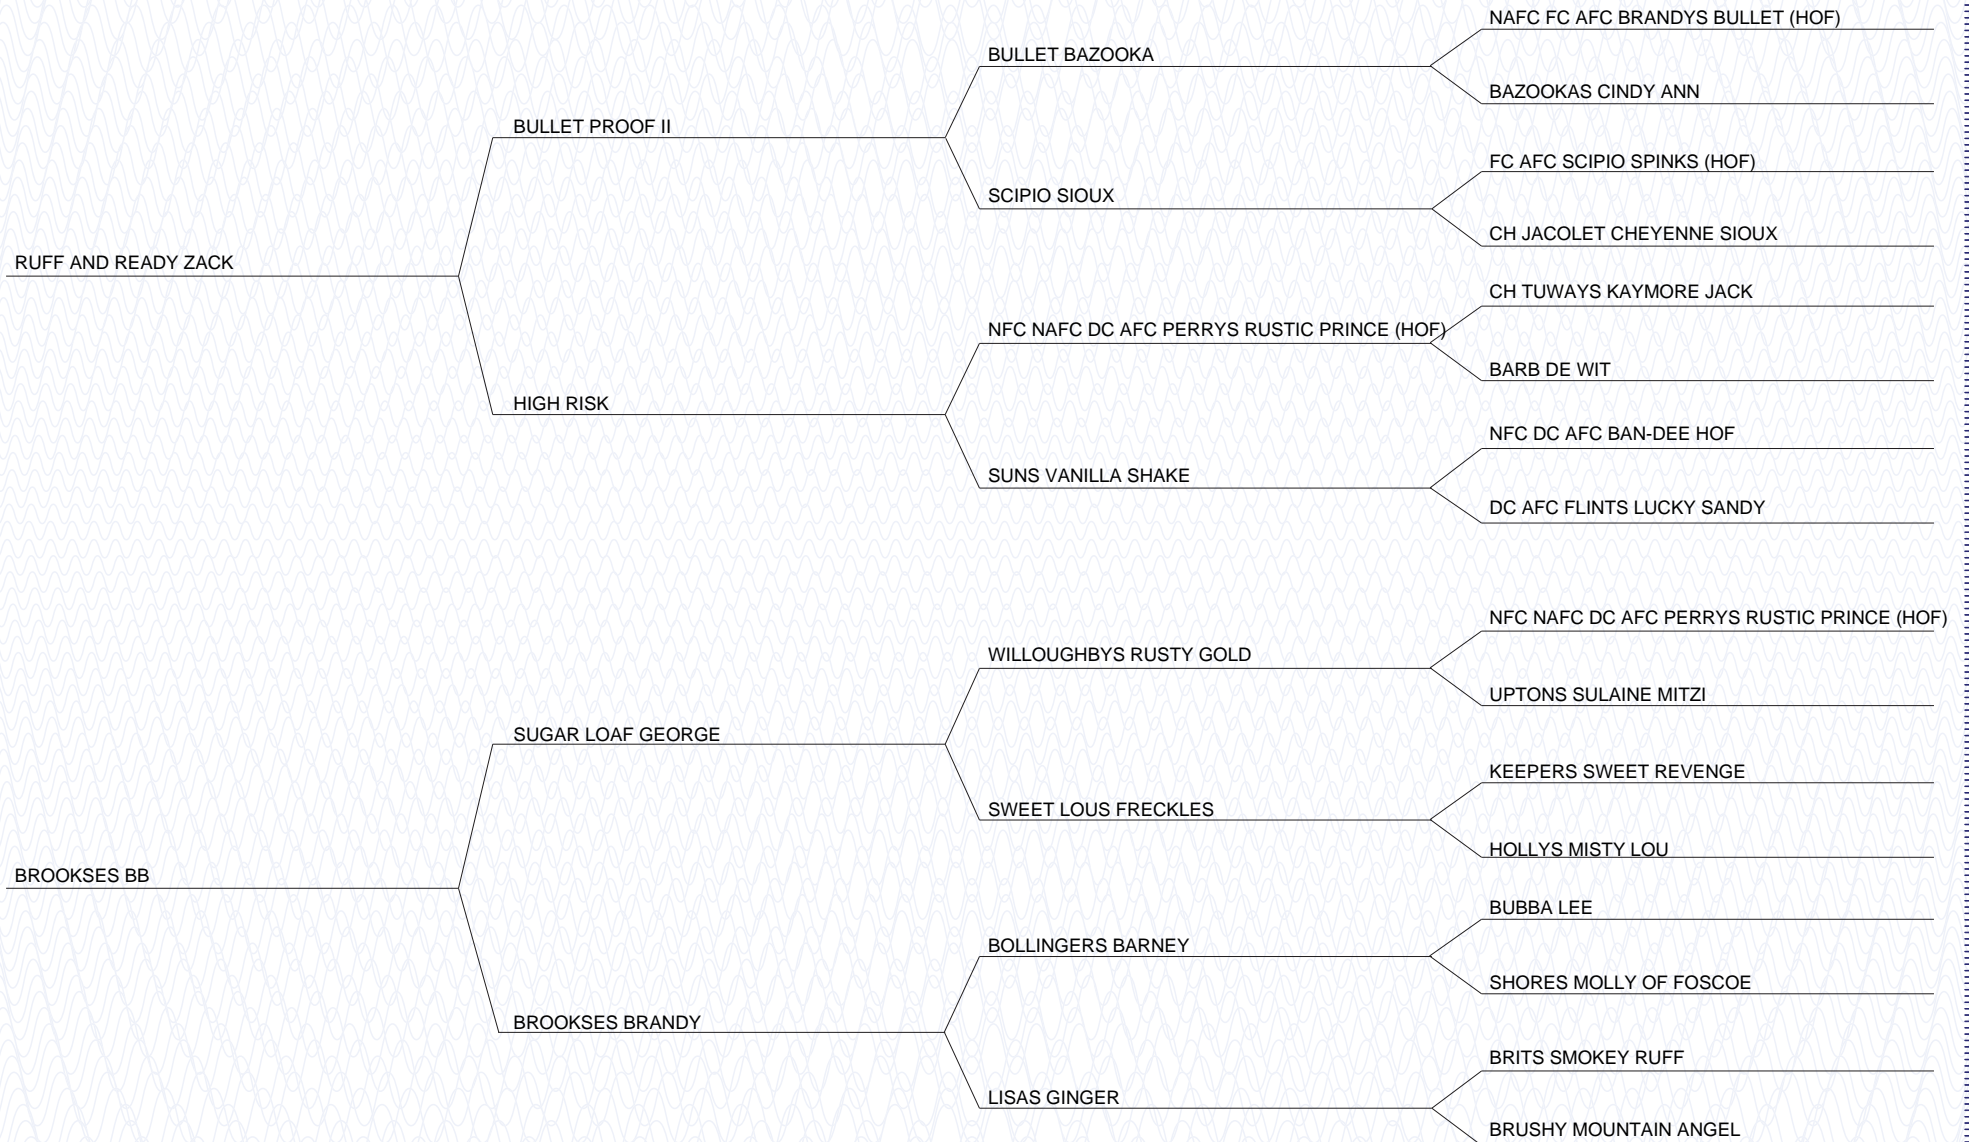 NAFC FC AFC BRANDYS BULLET (HOF)
BULLET BAZOOKA
BAZOOKAS CINDY ANN
BULLET PROOF II
FC AFC SCIPIO SPINKS (HOF)
SCIPIO SIOUX
CH JACOLET CHEYENNE SIOUX
RUFF AND READY ZACK
CH TUWAYS KAYMORE JACK
NFC NAFC DC AFC PERRYS RUSTIC PRINCE (HOF)
BARB DE WIT
HIGH RISK
NFC DC AFC BAN-DEE HOF
SUNS VANILLA SHAKE
DC AFC FLINTS LUCKY SANDY
NFC NAFC DC AFC PERRYS RUSTIC PRINCE (HOF)
WILLOUGHBYS RUSTY GOLD
UPTONS SULAINE MITZI
SUGAR LOAF GEORGE
KEEPERS SWEET REVENGE
SWEET LOUS FRECKLES
HOLLYS MISTY LOU
BROOKSES BB
BUBBA LEE
BOLLINGERS BARNEY
SHORES MOLLY OF FOSCOE
BROOKSES BRANDY
BRITS SMOKEY RUFF
LISAS GINGER
BRUSHY MOUNTAIN ANGEL